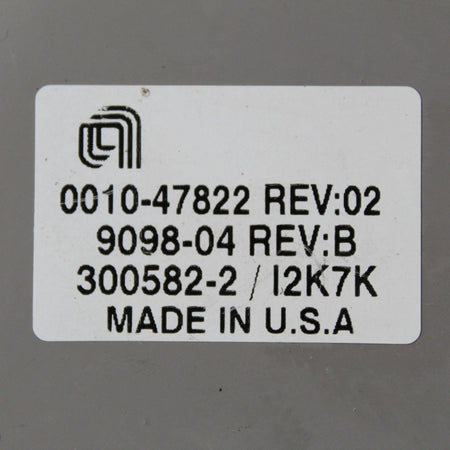 0010-47822 REV:02
9098-04 REV:B
300582-2 / I2K7K
MADE IN U.S.A